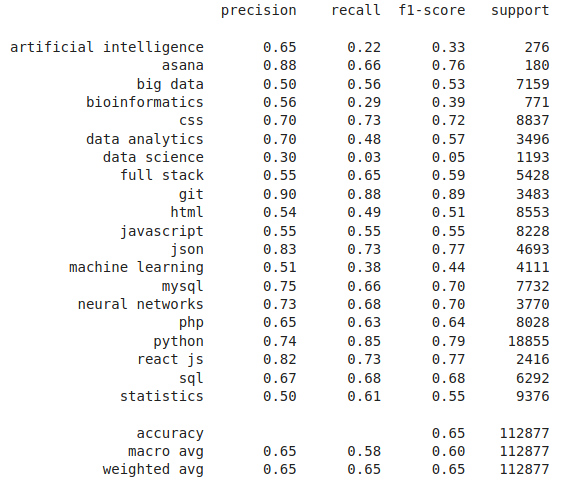 precision recall f1-score support
artificial intelligence 0.65 0.22 0.33 276
asana 0.88 0.66 0.76 180
big data 0.50 0.56 0.53 7159
bioinformatics 0.56 0.29 0.39 771
css 0.70 0.73 0.72 8837
data analytics 0.70 0.48 0.57 3496
data science 0.30 0.03 0.05 1193
full stack 0.55 0.65 0.59 5428
git 0.90 0.88 0.89 3483
html 0.54 0.49 0.51 8553
javascript 0.55 0.55 0.55 8228
json 0.83 0.73 0.77 4693
machine learning 0.51 0.38 0.44 4111
mysql 0.75 0.66 0.70 7732
neural networks 0.73 0.68 0.70 3770
php 0.65 0.63 0.64 8028
python 0.74 0.85 0.79 18855
react js 0.82 0.73 0.77 2416
sql 0.67 0.68 0.68 6292
statistics 0.50 0.61 0.55 9376
accuracy 0.65 112877
macro avg 0.65 0.58 0.60 112877
weighted avg 0.65 0.65 0.65 112877